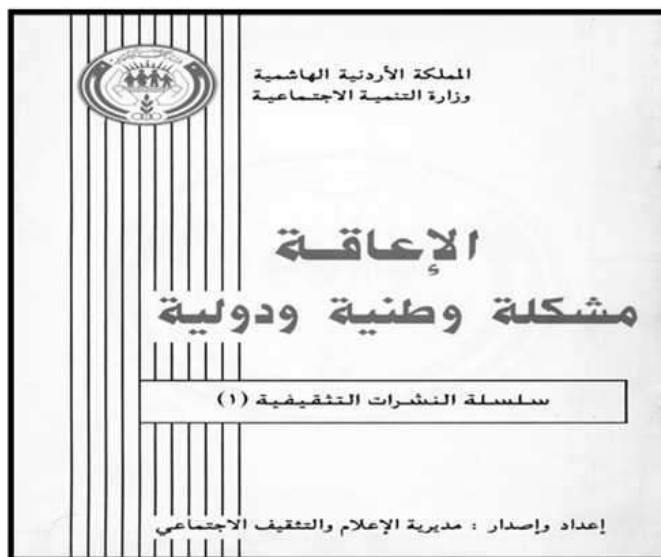 المملكة الأردنية الهاشمية
وزارة التنمية الاجتماعية
الإعاقة
مشكلة وطنية ودولية
سلسلة النشرات التثقيفية (١)
إعداد وإصدار : مديرية الإعلام والتثقيف الاجتماعي